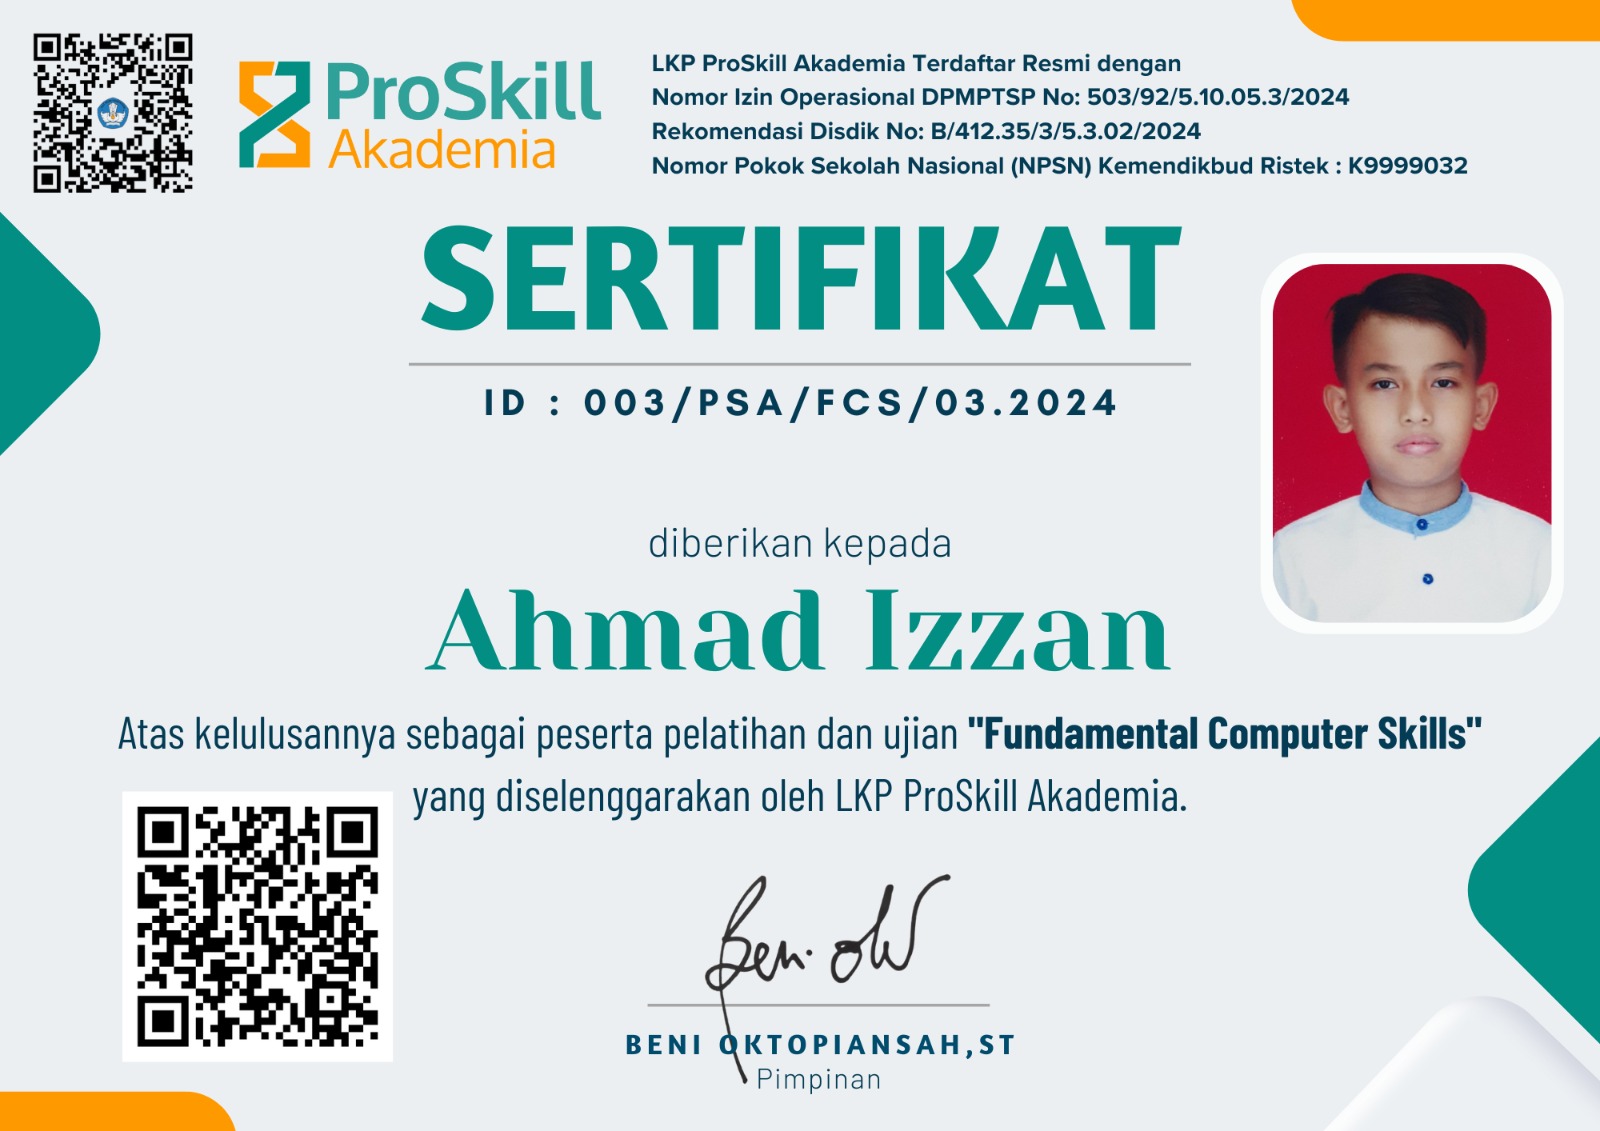 ProSkill
Akademia
LKP ProSkill Akademia Terdaftar Resmi dengan
Nomor Izin Operasional DPMPTSP No: 503/92/5.10.05.3/2024
Rekomendasi Disdik No: B/412.35/3/5.3.02/2024
Nomor Pokok Sekolah Nasional (NPSN) Kemendikbud Ristek : K9999032
SERTIFIKAT
ID : 003/PSA/FCS/03.2024
diberikan kepada
Ahmad Izzan
Atas kelulusannya sebagai peserta pelatihan dan ujian "Fundamental Computer Skills"
yang diselenggarakan oleh LKP ProSkill Akademia.
BENI OKTOPIANSAH,ST
Pimpinan